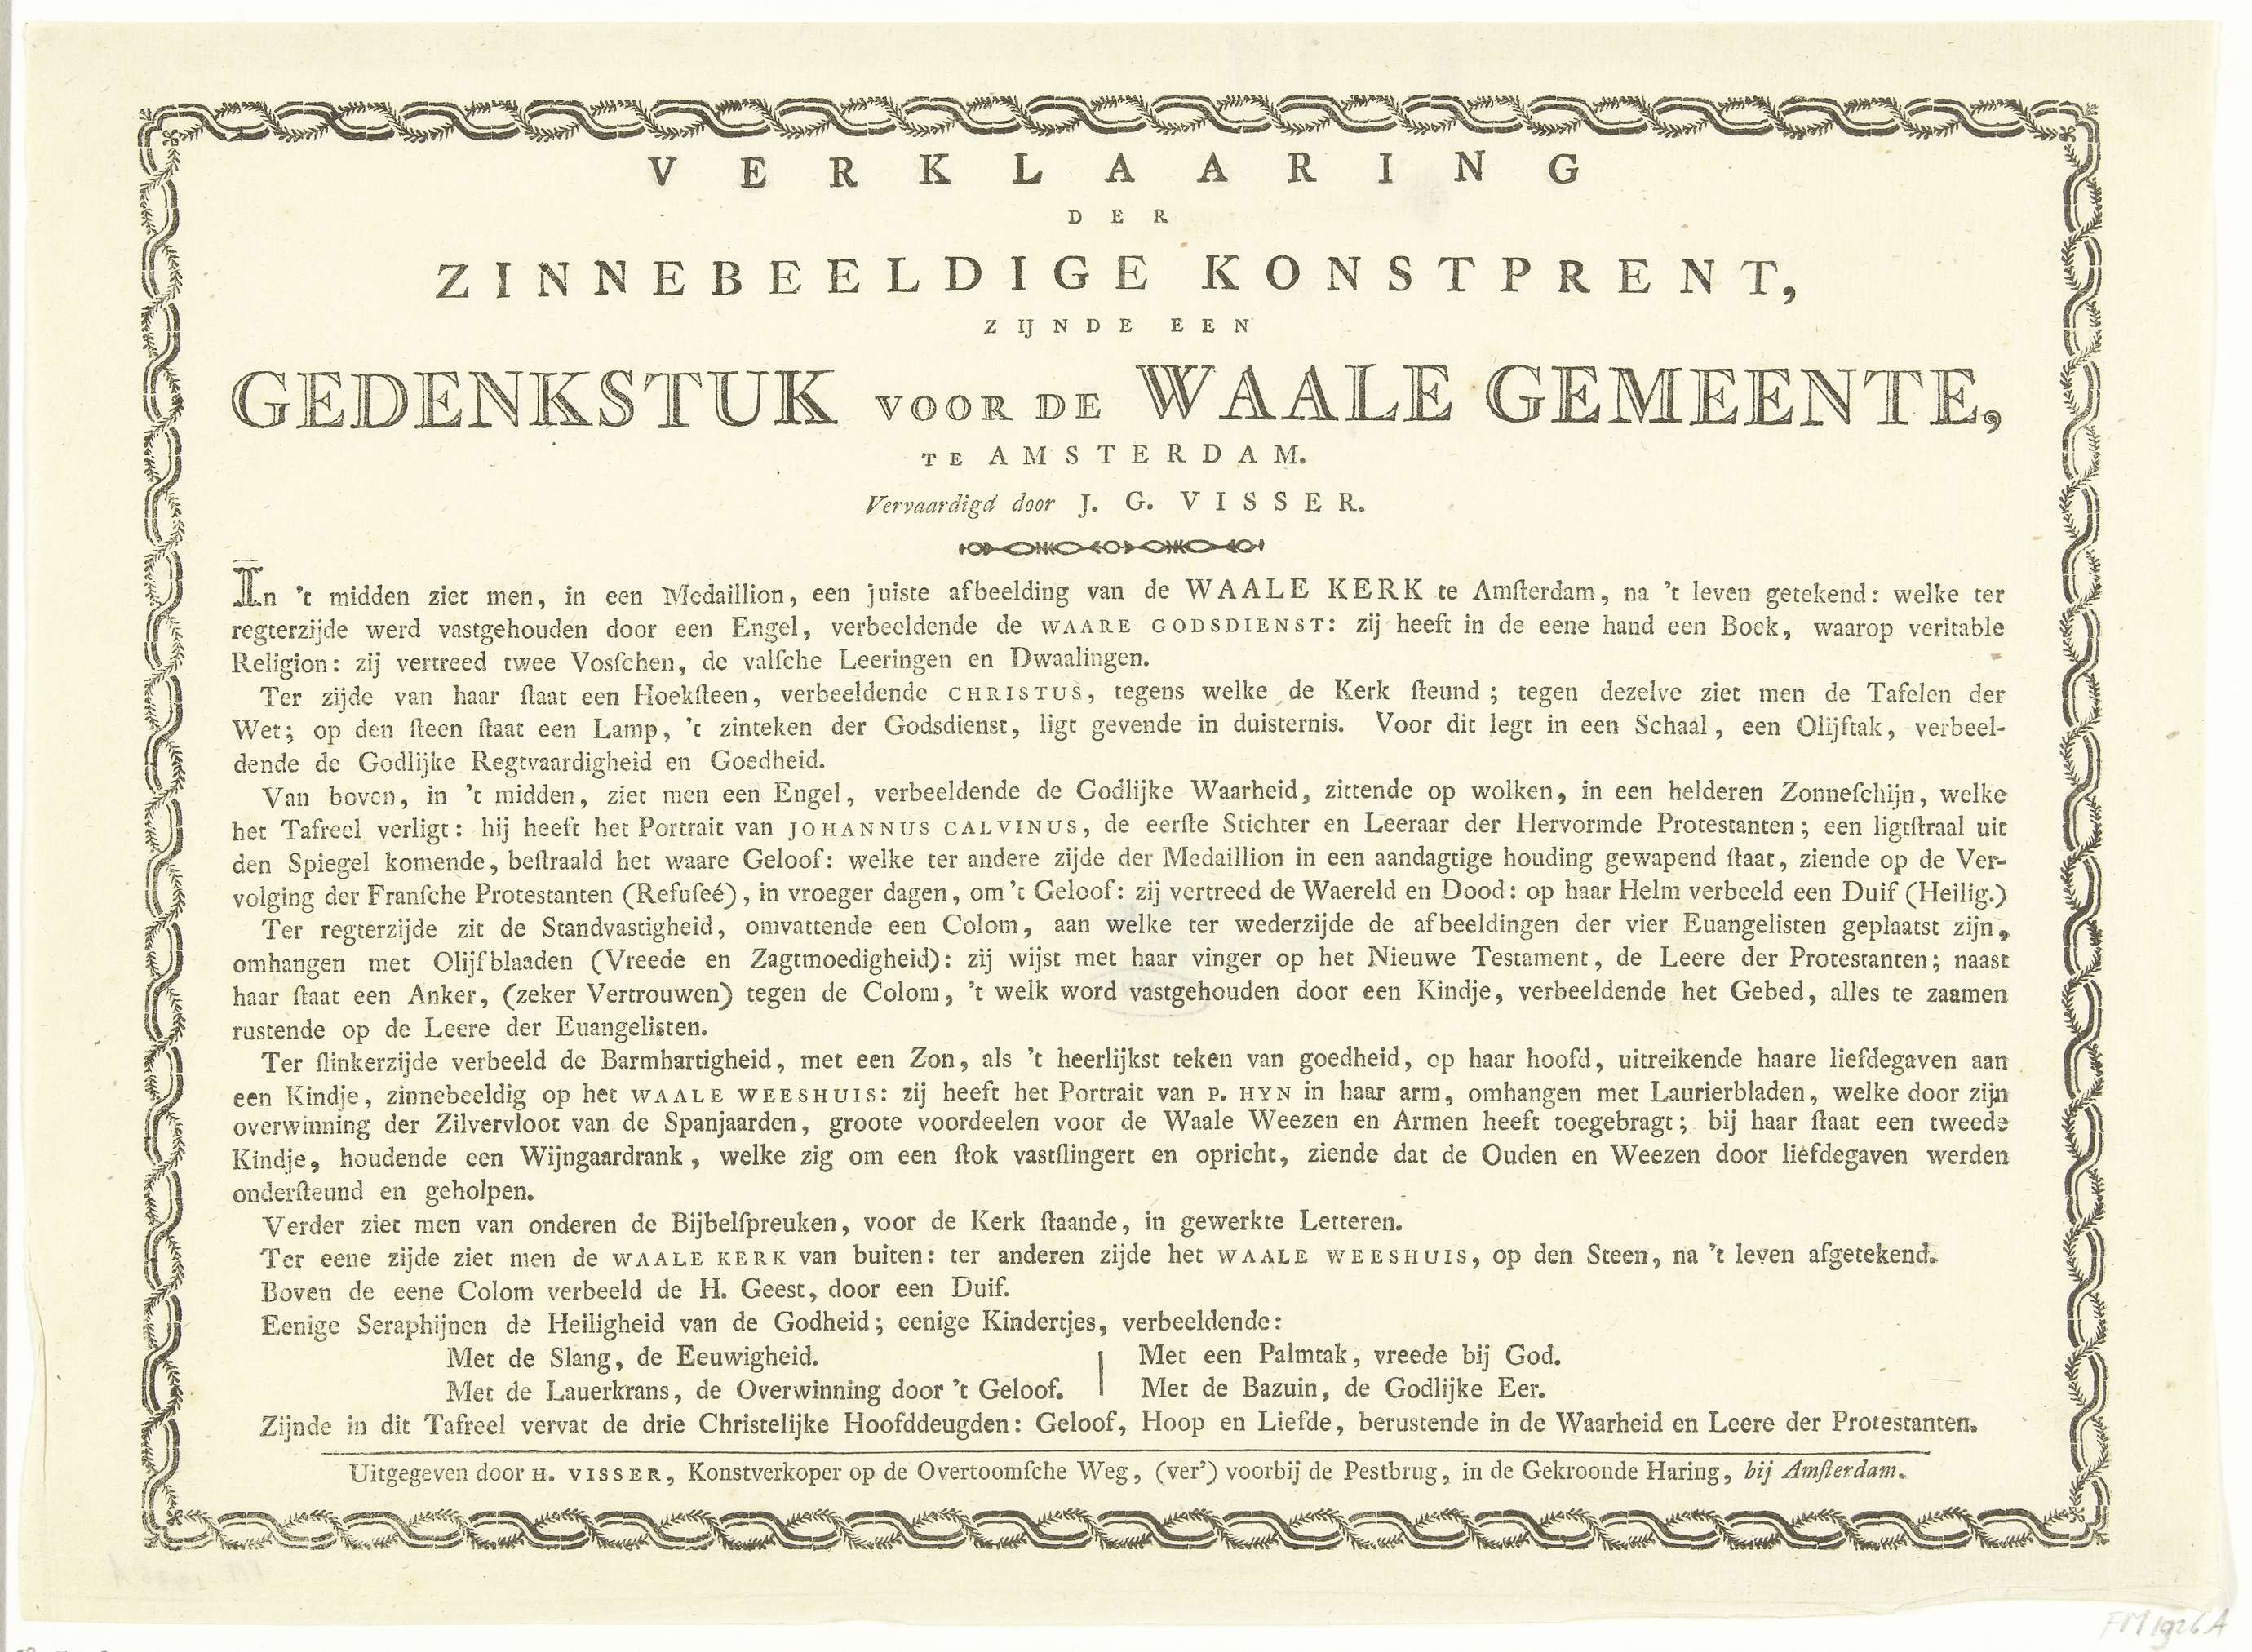 VERKLAARING
DER
ZINNEBEELDIGE KONSTPRENT,
ZIJNDE EEN
GEDENKSTUK VOOR DE WAALE GEMEENTE,
TE AMSTERDAM.
Vervaardigd door J. G. VISSER.
In 't midden ziet men, in een Medaillion, een juiste afbeelding van de WAALE KERK te Amſterdam, na 't leven getekend: welke ter
regterzijde werd vastgehouden door een Engel, verbeeldende de WAARE GODSDIENST: zij heeft in de eene hand een Boek, waarop veritable
Religion: zij vertreed twee Vosſchen, de valſche Leeringen en Dwaalingen.
Ter zijde van haar ſtaat een Hoekſteen, verbeeldende CHRISTUS, tegens welke de Kerk ſteund; tegen dezelve ziet men de Tafelen der
Wet; op den ſteen ſtaat een Lamp, 't zinteken der Godsdienst, ligt gevende in duisternis. Voor dit legt in een Schaal, een Olijftak, verbeel-
dende de Godlijke Regtvaardigheid en Goedheid.
Van boven, in 't midden, ziet men een Engel, verbeeldende de Godlijke Waarheid, zittende op wolken, in een helderen Zonneſchijn, welke
het Tafreel verligt: hij heeft het Portrait van JOHANNUS CALVINUS, de eerſte Stichter en Leeraar der Hervormde Protestanten; een ligtſtraal uit
den Spiegel komende, beſtraald het waare Geloof: welke ter andere zijde der Medaillion in een aandagtige houding gewapend ſtaat, ziende op de Ver-
volging der Franſche Protestanten (Refuſeé), in vroeger dagen, om 't Geloof: zij vertreed de Waereld en Dood: op haar Helm verbeeld een Duif (Heilig.)
Ter regterzijde zit de Standvastigheid, omvattende een Colom, aan welke ter wederzijde de afbeeldingen der vier Euangelisten geplaatst zijn,
omhangen met Olijfblaaden (Vreede en Zagtmoedigheid): zij wijst met haar vinger op het Nieuwe Testament, de Leere der Protestanten; naast
haar ſtaat een Anker, (zeker Vertrouwen) tegen de Colom, 't welk word vastgehouden door een Kindje, verbeeldende het Gebed, alles te zaamen
rustende op de Leere der Euangelisten.
Ter ſlinkerzijde verbeeld de Barmhartigheid, met een Zon, als 't heerlijkst teken van goedheid, op haar hoofd, uitreikende haare liefdegaven aan
een Kindje, zinnebeeldig op het WAALE WEESHUIS: zij heeft het Portrait van P. HYN in haar arm, omhangen met Laurierbladen, welke door zijn
overwinning der Zilvervloot van de Spanjaarden, groote voordeelen voor de Waale Weezen en Armen heeft toegebragt; bij haar ſtaat een tweede
Kindje, houdende een Wijngaardrank, welke zig om een ſtok vastſlingert en opricht, ziende dat de Ouden en Weezen door liefdegaven werden
onderſteund en geholpen.
Verder ziet men van onderen de Bijbelſpreuken, voor de Kerk ſtaande, in gewerkte Letteren.
Ter eene zijde ziet men de WAALE KERK van buiten: ter anderen zijde het WAALE WEESHUIS, op den Steen, na 't leven afgetekend.
Boven de eene Colom verbeeld de H. Geest, door een Duif.
Eenige Seraphijnen de Heiligheid van de Godheid; eenige Kindertjes, verbeeldende:
Met de Slang, de Eeuwigheid. | Met een Palmtak, vreede bij God.
Met de Lauerkrans, de Overwinning door 't Geloof. | Met de Bazuin, de Godlijke Eer.
Zijnde in dit Tafreel vervat de drie Christelijke Hoofddeugden: Geloof, Hoop en Liefde, berustende in de Waarheid en Leere der Protestanten.
Uitgegeven door H. VISSER, Konstverkoper op de Overtoomſche Weg, (ver') voorbij de Pestbrug, in de Gekroonde Haring, bij Amſterdam.
FM 1926 A